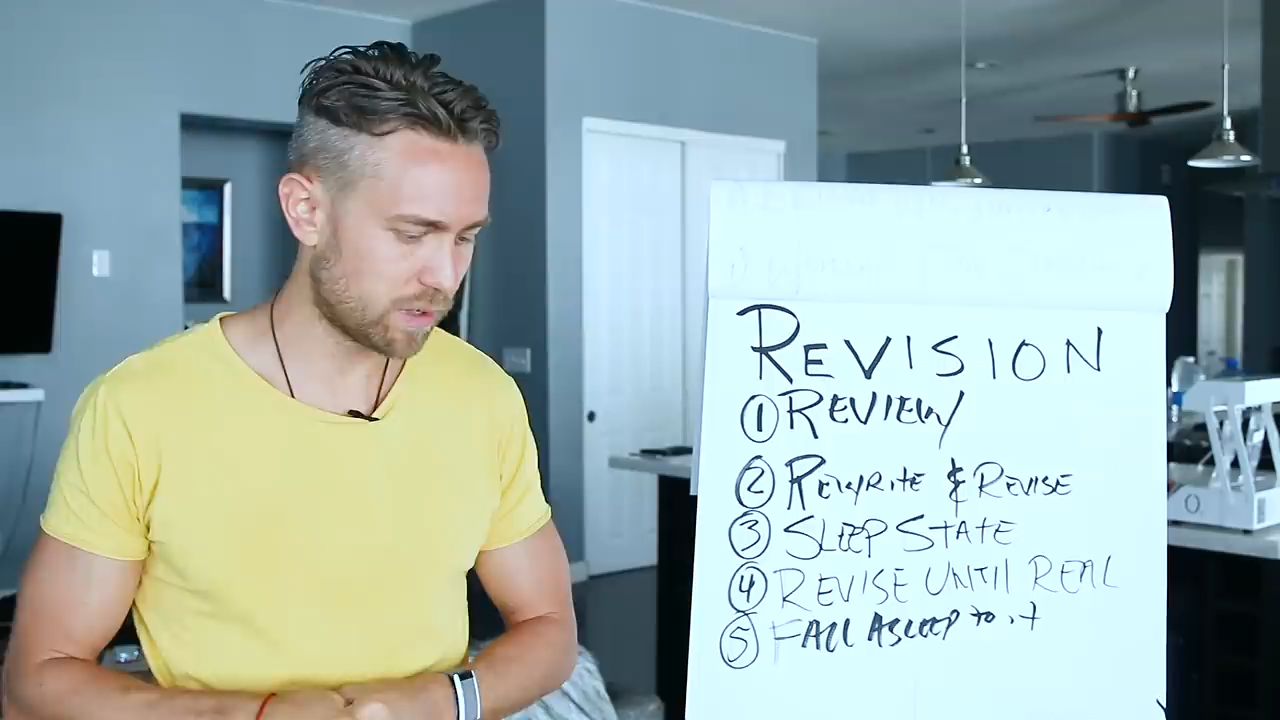 REVISION
① REVIEW
② REWRITE & REVISE
③ SLEEP STATE
④ REVISE UNTIL REAL
⑤ FALL ASLEEP to it